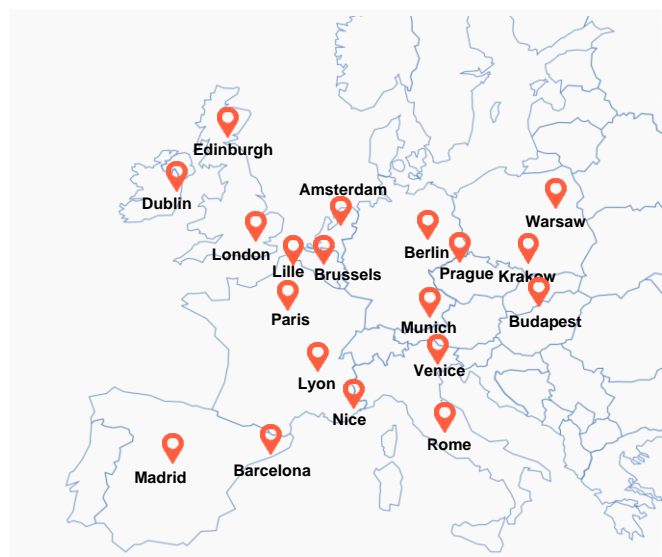 Edinburgh
Amsterdam
Dublin
Warsaw
London
Berlin
Lille
Brussels
Prague
Krakow
Paris
Munich
Budapest
Lyon
Venice
Nice
Rome
Madrid
Barcelona